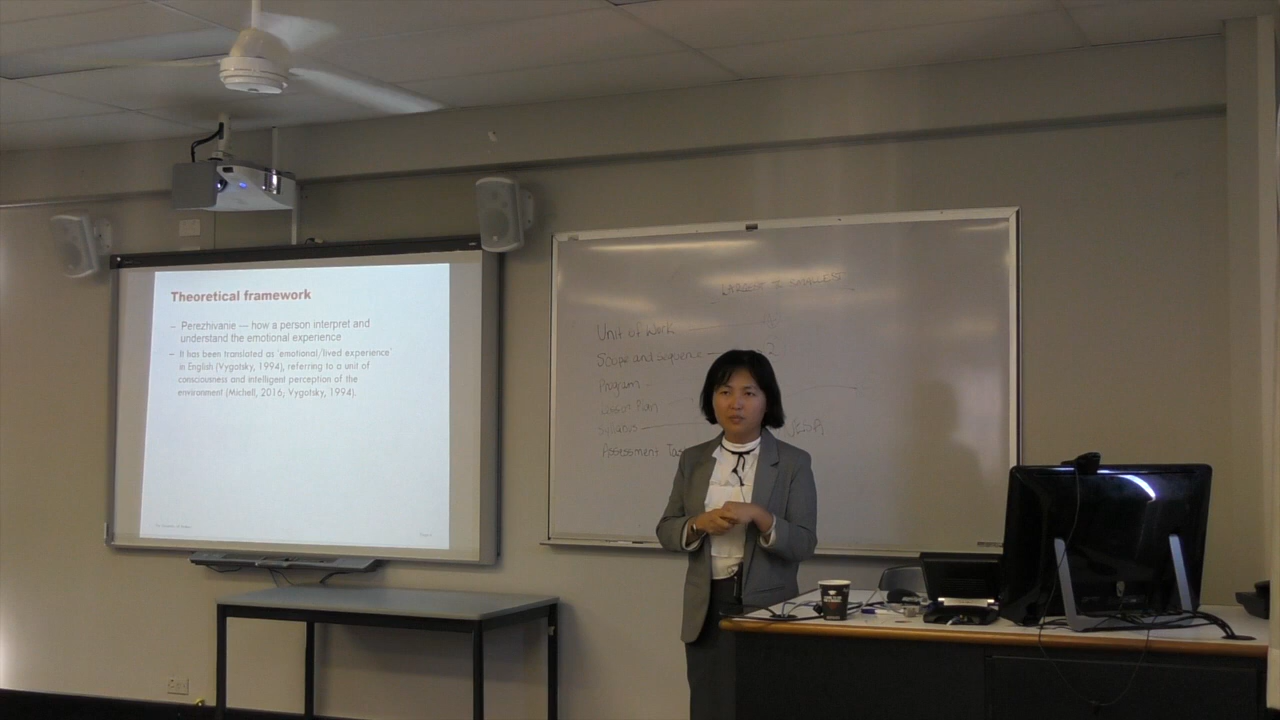 Theoretical framework
– Perezhivanie — how a person interpret and
understand the emotional experience
– It has been translated as 'emotional/lived experience'
in English (Vygotsky, 1994), referring to a unit of
consciousness and intelligent perception of the
environment (Michell, 2016; Vygotsky, 1994).
LARGEST SMALLEST
Unit of Work
Scope and sequence — 2
Program
Lesson Plan
Syllabus
Assessment Tas